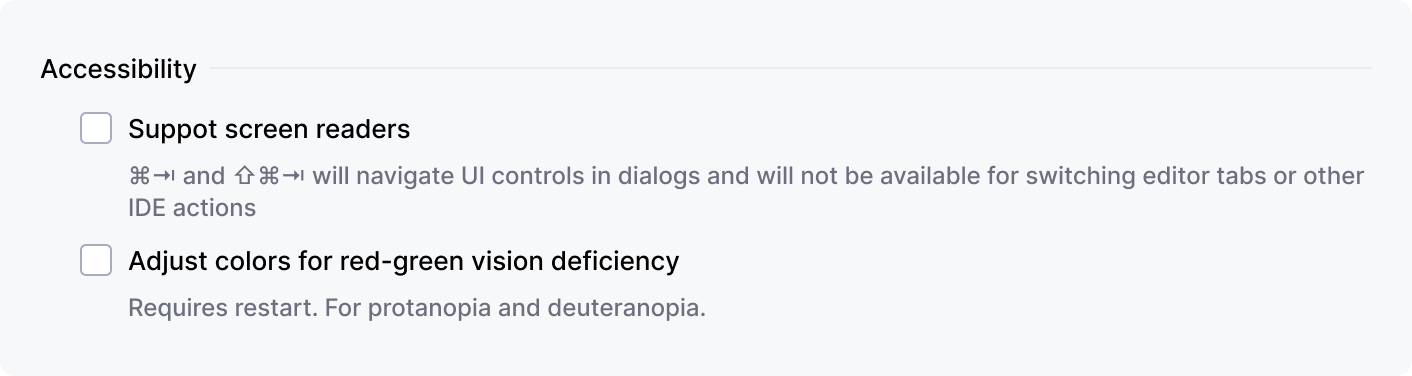 Accessibility
Suppot screen readers
⌘⇥ and ⇧⌘⇥ will navigate UI controls in dialogs and will not be available for switching editor tabs or other
IDE actions
Adjust colors for red-green vision deficiency
Requires restart. For protanopia and deuteranopia.